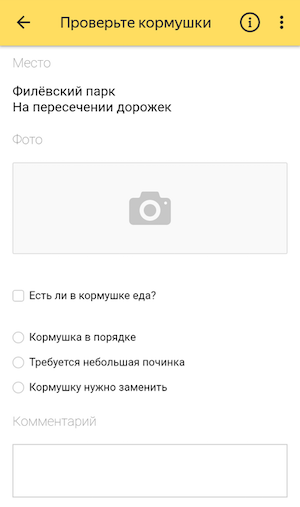 Проверьте кормушки
Место
Филёвский парк
На пересечении дорожек
Фото
Есть ли в кормушке еда?
Кормушка в порядке
Требуется небольшая починка
Кормушку нужно заменить
Комментарий